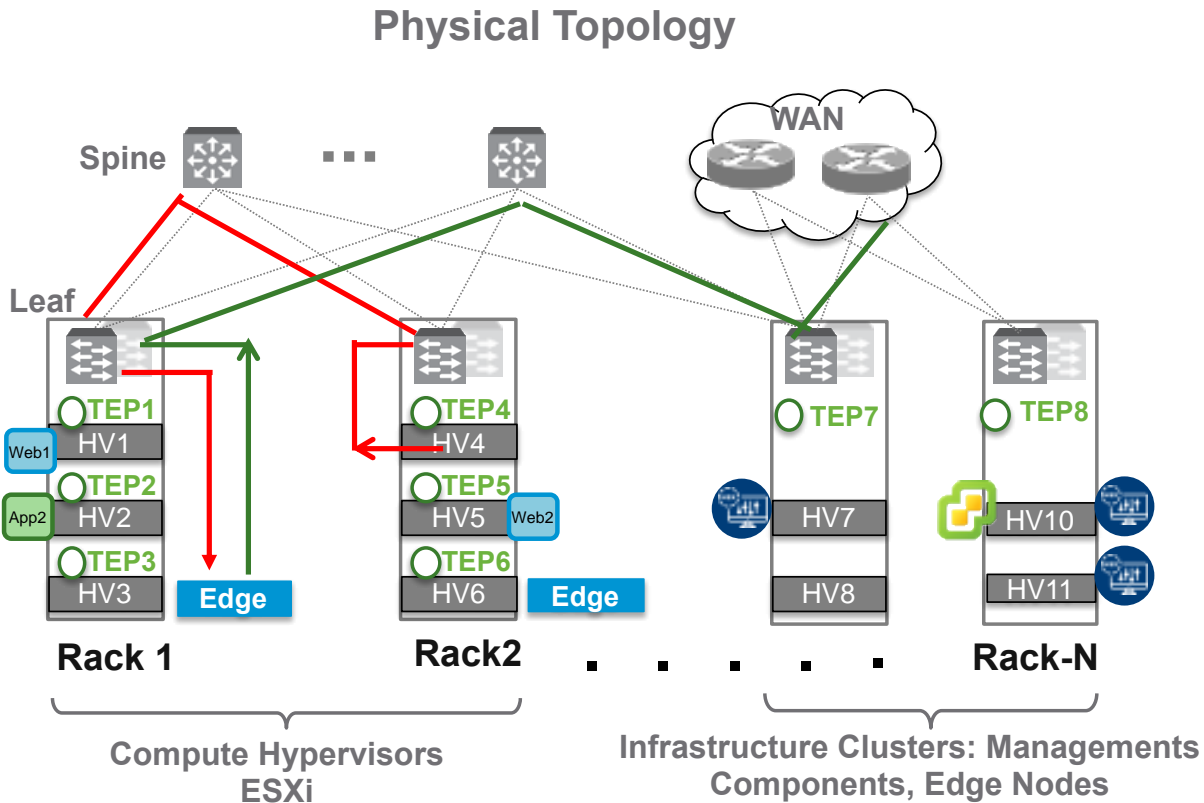 Physical Topology
WAN
Spine
Leaf
TEP1
HV1
Web1
TEP2
HV2
App2
TEP3
HV3
Edge
TEP4
HV4
TEP5
HV5
Web2
TEP6
HV6
Edge
TEP7
HV7
HV8
TEP8
HV10
HV11
Rack 1
Rack2
. . . . .
Rack-N
Compute Hypervisors
ESXi
Infrastructure Clusters: Managements
Components, Edge Nodes